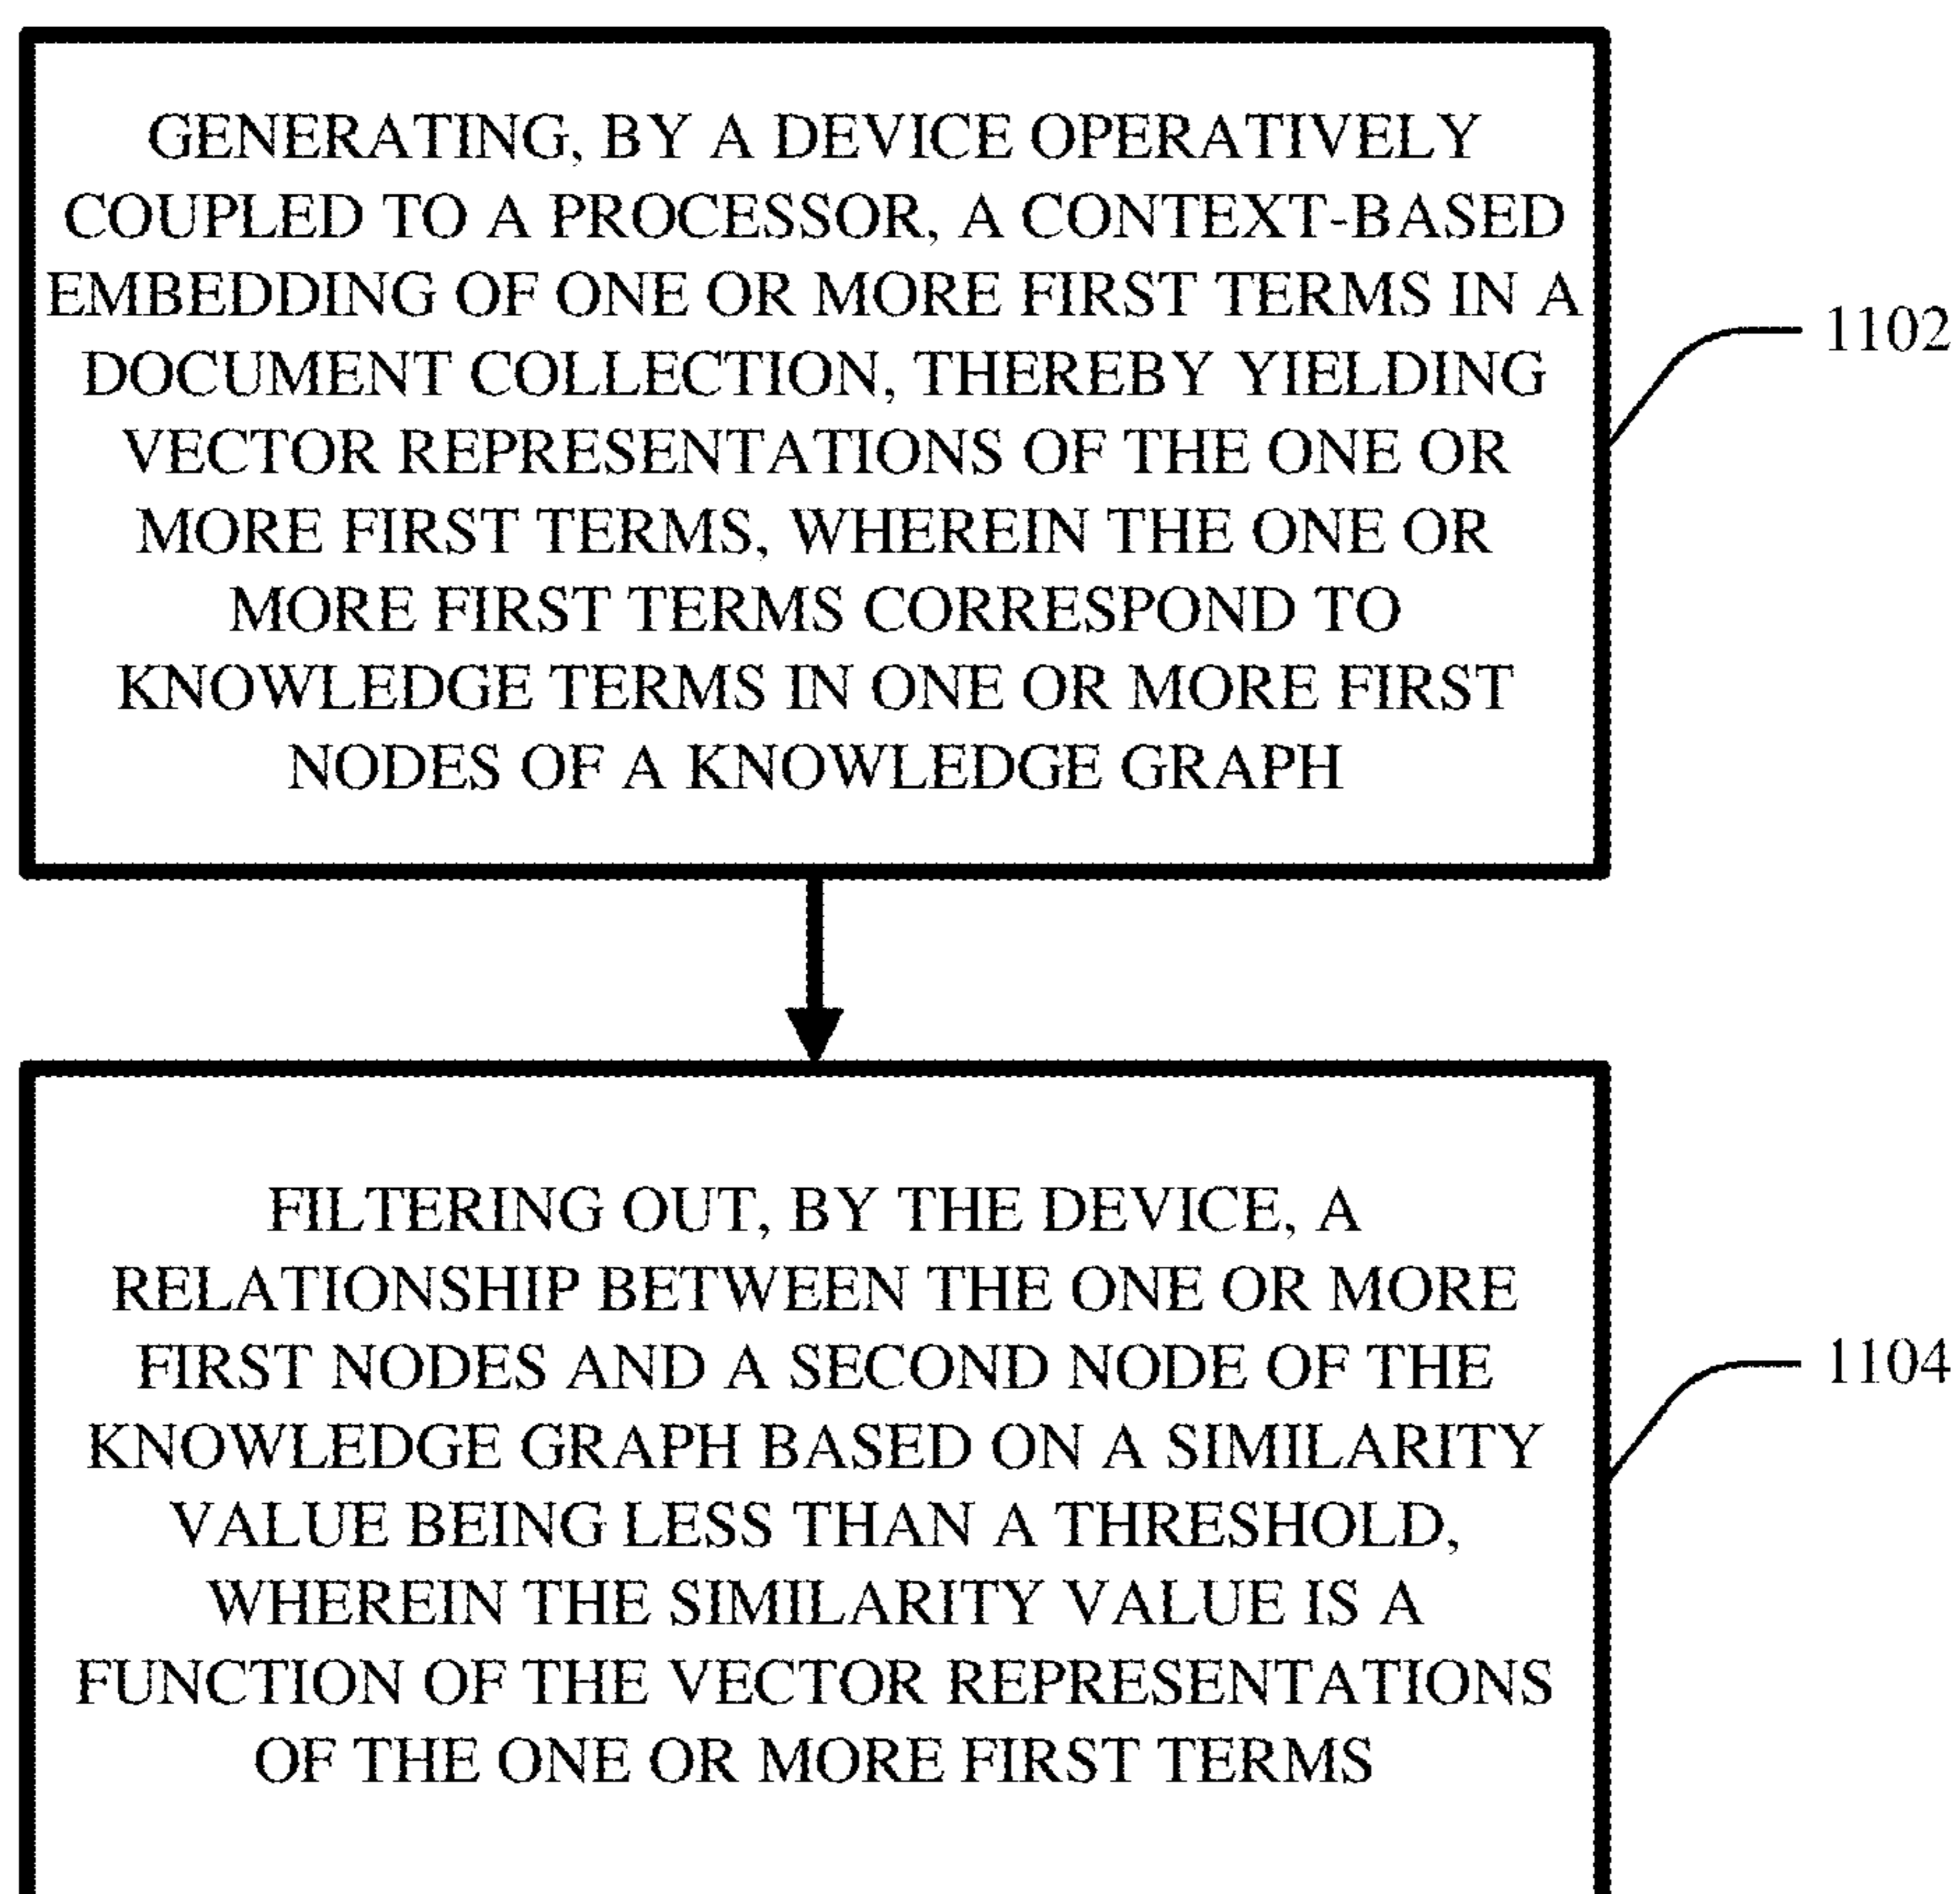 GENERATING, BY A DEVICE OPERATIVELY
COUPLED TO A PROCESSOR, A CONTEXT-BASED
EMBEDDING OF ONE OR MORE FIRST TERMS IN A
DOCUMENT COLLECTION, THEREBY YIELDING
VECTOR REPRESENTATIONS OF THE ONE OR
MORE FIRST TERMS, WHEREIN THE ONE OR
MORE FIRST TERMS CORRESPOND TO
KNOWLEDGE TERMS IN ONE OR MORE FIRST
NODES OF A KNOWLEDGE GRAPH
1102
FILTERING OUT, BY THE DEVICE, A
RELATIONSHIP BETWEEN THE ONE OR MORE
FIRST NODES AND A SECOND NODE OF THE
KNOWLEDGE GRAPH BASED ON A SIMILARITY
VALUE BEING LESS THAN A THRESHOLD,
WHEREIN THE SIMILARITY VALUE IS A
FUNCTION OF THE VECTOR REPRESENTATIONS
OF THE ONE OR MORE FIRST TERMS
1104